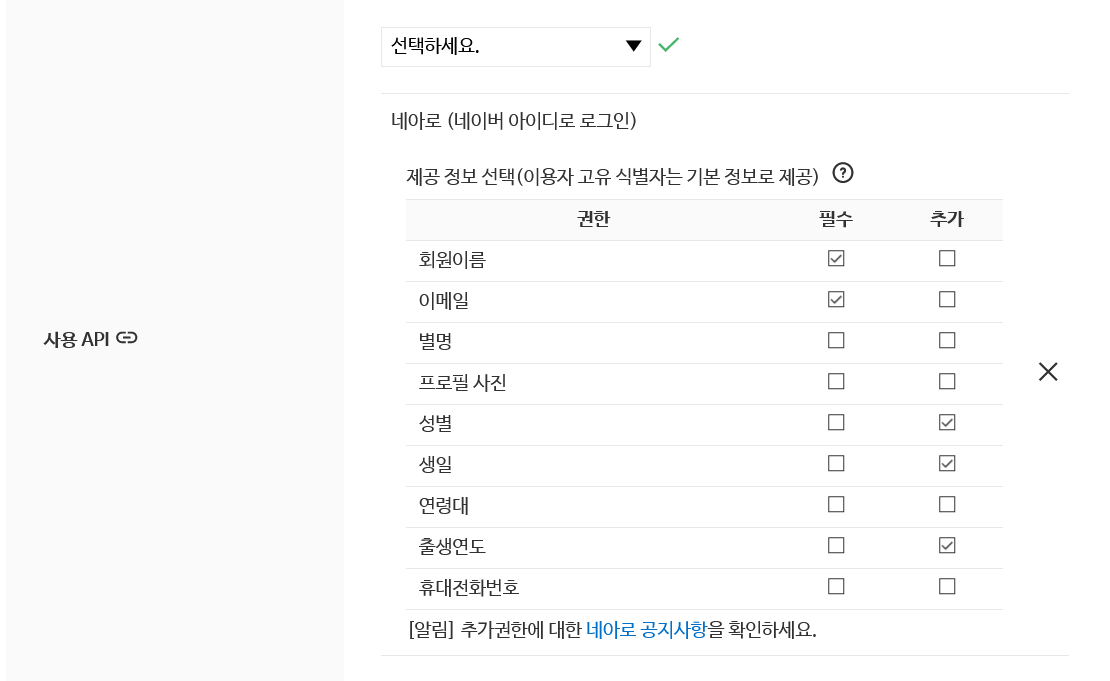 선택하세요.
네아로 (네이버 아이디로 로그인)
제공 정보 선택(이용자 고유 식별자는 기본 정보로 제공) ?
권한 필수 추가
회원이름
이메일
별명
사용 API
프로필 사진
성별
생일
연령대
출생연도
휴대전화번호
[알림] 추가권한에 대한 네아로 공지사항을 확인하세요.